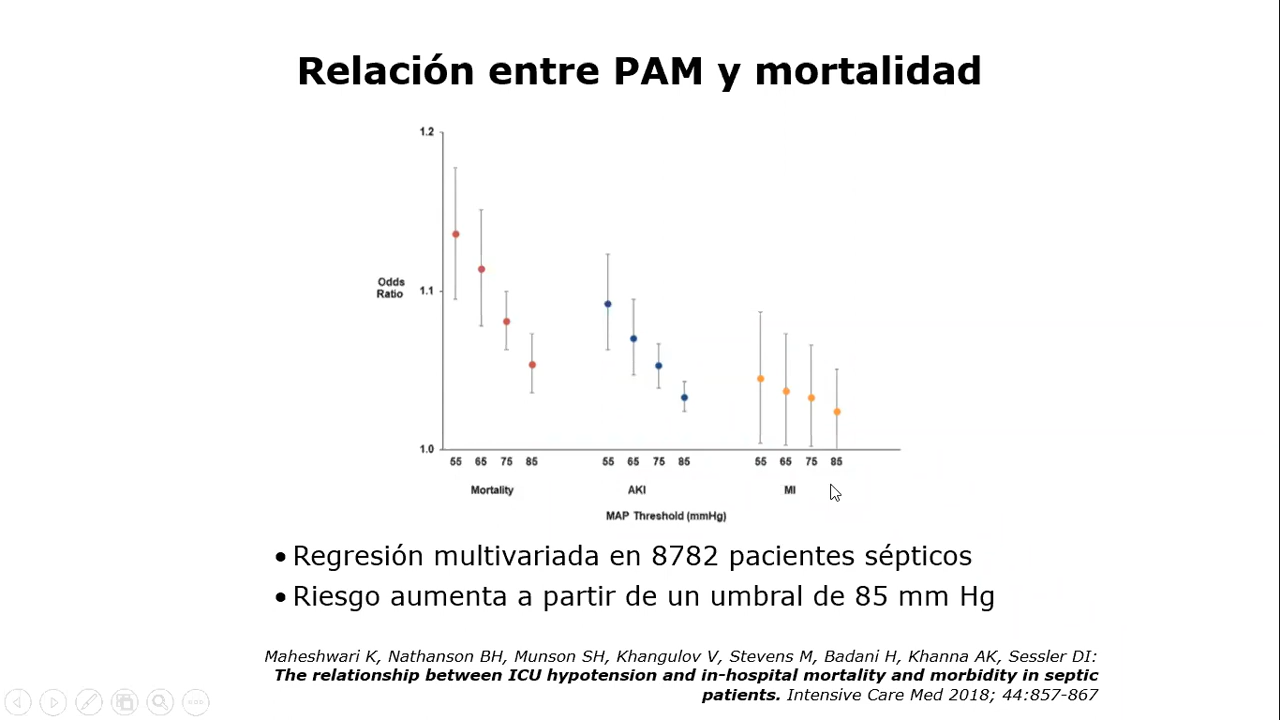 Relación entre PAM y mortalidad
1.2
Odds
Ratio
1.1
1.0
55 65 75 85 55 65 75 85 55 65 75 85
Mortality AKI MI
MAP Threshold (mmHg)
• Regresión multivariada en 8782 pacientes sépticos
• Riesgo aumenta a partir de un umbral de 85 mm Hg
Maheshwari K, Nathanson BH, Munson SH, Khangulov V, Stevens M, Badani H, Khanna AK, Sessler DI:
The relationship between ICU hypotension and in-hospital mortality and morbidity in septic
patients. Intensive Care Med 2018; 44:857-867